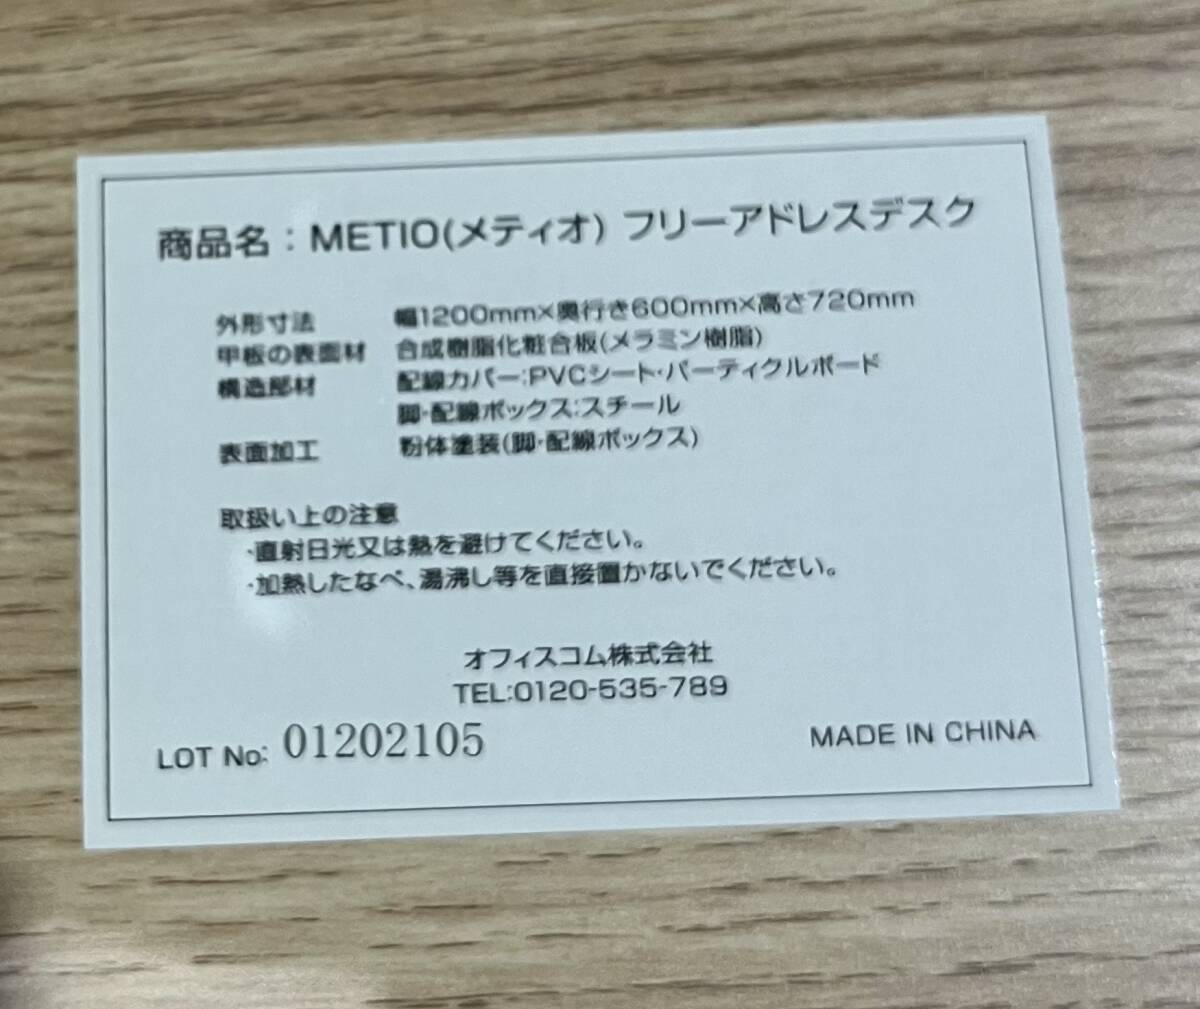 商品名：METIO(メティオ) フリーアドレスデスク
外形寸法 幅1200mm×奥行き600mm×高さ720mm
甲板の表面材 合成樹脂化粧合板(メラミン樹脂)
構造部材 配線カバー:PVCシート・パーティクルボード
脚・配線ボックス:スチール
表面加工 粉体塗装(脚・配線ボックス)
取扱い上の注意
・直射日光又は熱を避けてください。
・加熱したなべ、湯沸し等を直接置かないでください。
オフィスコム株式会社
TEL:0120-535-789
LOT No: 01202105
MADE IN CHINA